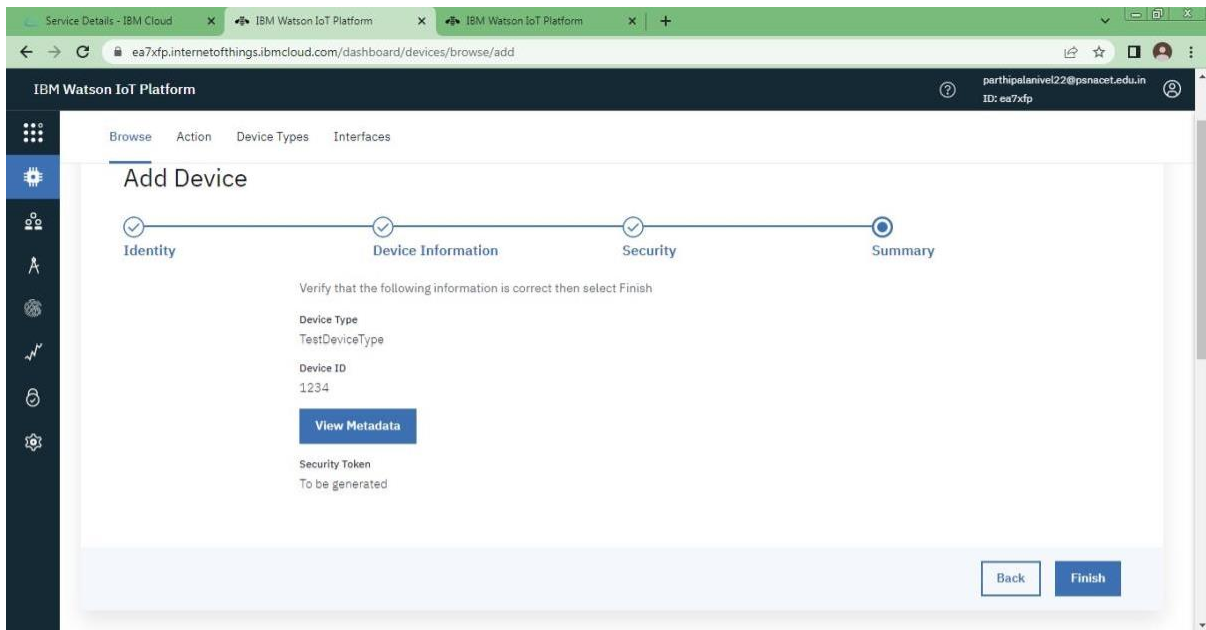 Service Details - IBM Cloud
IBM Watson IoT Platform
IBM Watson IoT Platform
ea7xfp.internetofthings.ibmcloud.com/dashboard/devices/browse/add
IBM Watson IoT Platform
parthipalanivel22@psnacet.edu.in
ID: ea7xfp
Browse Action Device Types Interfaces
Add Device
Identity Device Information Security Summary
Verify that the following information is correct then select Finish
Device Type
TestDeviceType
Device ID
1234
View Metadata
Security Token
To be generated
Back Finish